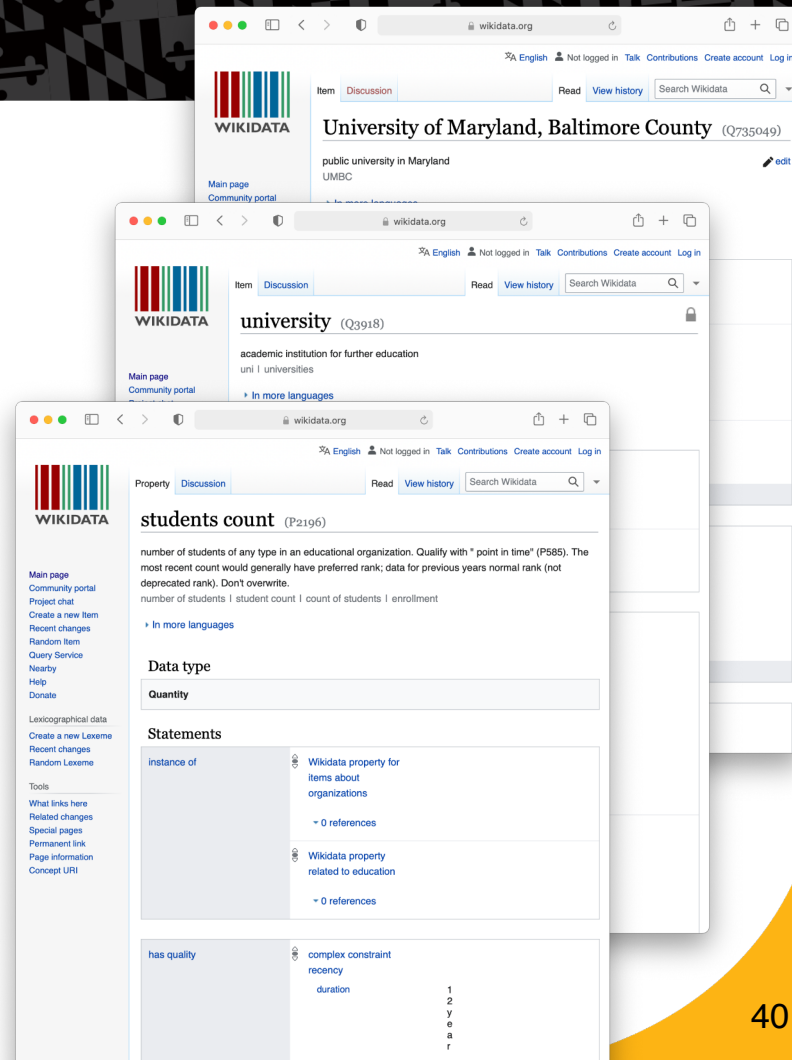 wikidata.org
English Not logged in Talk Contributions Create account Log in
WIKIDATA
Item Discussion Read View history Search Wikidata
University of Maryland, Baltimore County (Q735049)
public university in Maryland
edit
UMBC
Main page
Community portal
In more languages
wikidata.org
English Not logged in Talk Contributions Create account Log in
WIKIDATA
Item Discussion Read View history Search Wikidata
university (Q3918)
academic institution for further education
uni | universities
Main page
Community portal
In more languages
wikidata.org
English Not logged in Talk Contributions Create account Log in
WIKIDATA
Property Discussion Read View history Search Wikidata
students count (P2196)
number of students of any type in an educational organization. Qualify with " point in time" (P585). The
most recent count would generally have preferred rank; data for previous years normal rank (not
deprecated rank). Don't overwrite.
number of students | student count | count of students | enrollment
In more languages
Main page
Community portal
Project chat
Create a new Item
Recent changes
Random Item
Query Service
Nearby
Help
Donate
Lexicographical data
Create a new Lexeme
Recent changes
Random Lexeme
Tools
What links here
Related changes
Special pages
Permanent link
Page information
Concept URI
Data type
Quantity
Statements
instance of
Wikidata property for
items about
organizations
0 references
Wikidata property
related to education
0 references
has quality
complex constraint
recency
duration
1
2
y
e
a
r
40